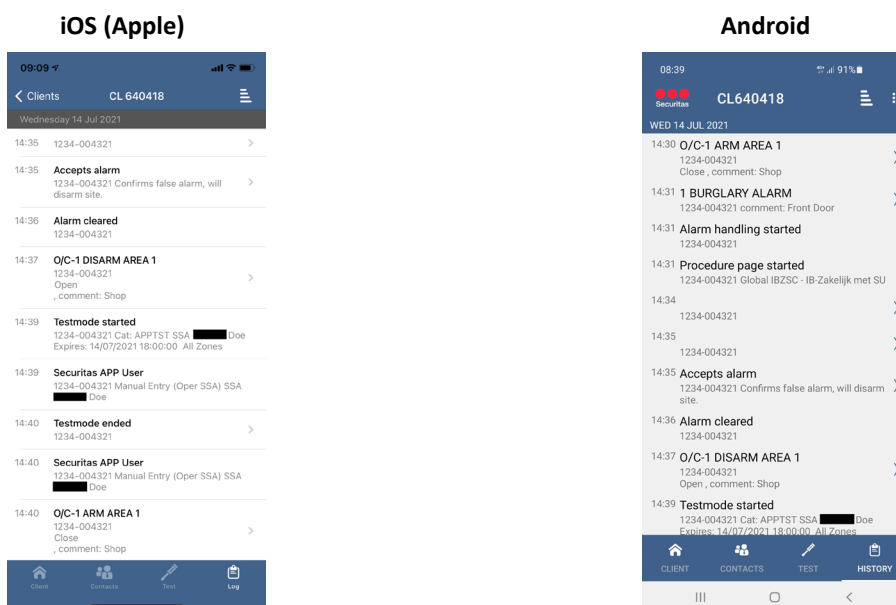 iOS (Apple)
09:09
Clients
CL 640418
Wednesday 14 Jul 2021
14:35
1234-004321
14:35
Accepts alarm
1234-004321 Confirms false alarm, will
disarm site.
14:36
Alarm cleared
1234-004321
14:37
O/C-1 DISARM AREA 1
1234-004321
Open
, comment: Shop
14:39
Testmode started
1234-004321 Cat: APPTST SSA Doe
Expires: 14/07/2021 18:00:00 All Zones
14:39
Securitas APP User
1234-004321 Manual Entry (Oper SSA) SSA
Doe
14:40
Testmode ended
1234-004321
14:40
Securitas APP User
1234-004321 Manual Entry (Oper SSA) SSA
Doe
14:40
O/C-1 ARM AREA 1
1234-004321
Close
, comment: Shop
Client
Contacts
Test
Log
Android
08:39
91%
Securitas
CL640418
WED 14 JUL 2021
14:30 O/C-1 ARM AREA 1
1234-004321
Close , comment: Shop
14:31 1 BURGLARY ALARM
1234-004321 comment: Front Door
14:31 Alarm handling started
1234-004321
14:31 Procedure page started
1234-004321 Global IBZSC - IB-Zakelijk met SU
14:34
1234-004321
14:35
1234-004321
14:35 Accepts alarm
1234-004321 Confirms false alarm, will disarm
site.
14:36 Alarm cleared
1234-004321
14:37 O/C-1 DISARM AREA 1
1234-004321
Open , comment: Shop
14:39 Testmode started
1234-004321 Cat: APPTST SSA Doe
Expires: 14/07/2021 18:00:00 All Zones
CLIENT
CONTACTS
TEST
HISTORY